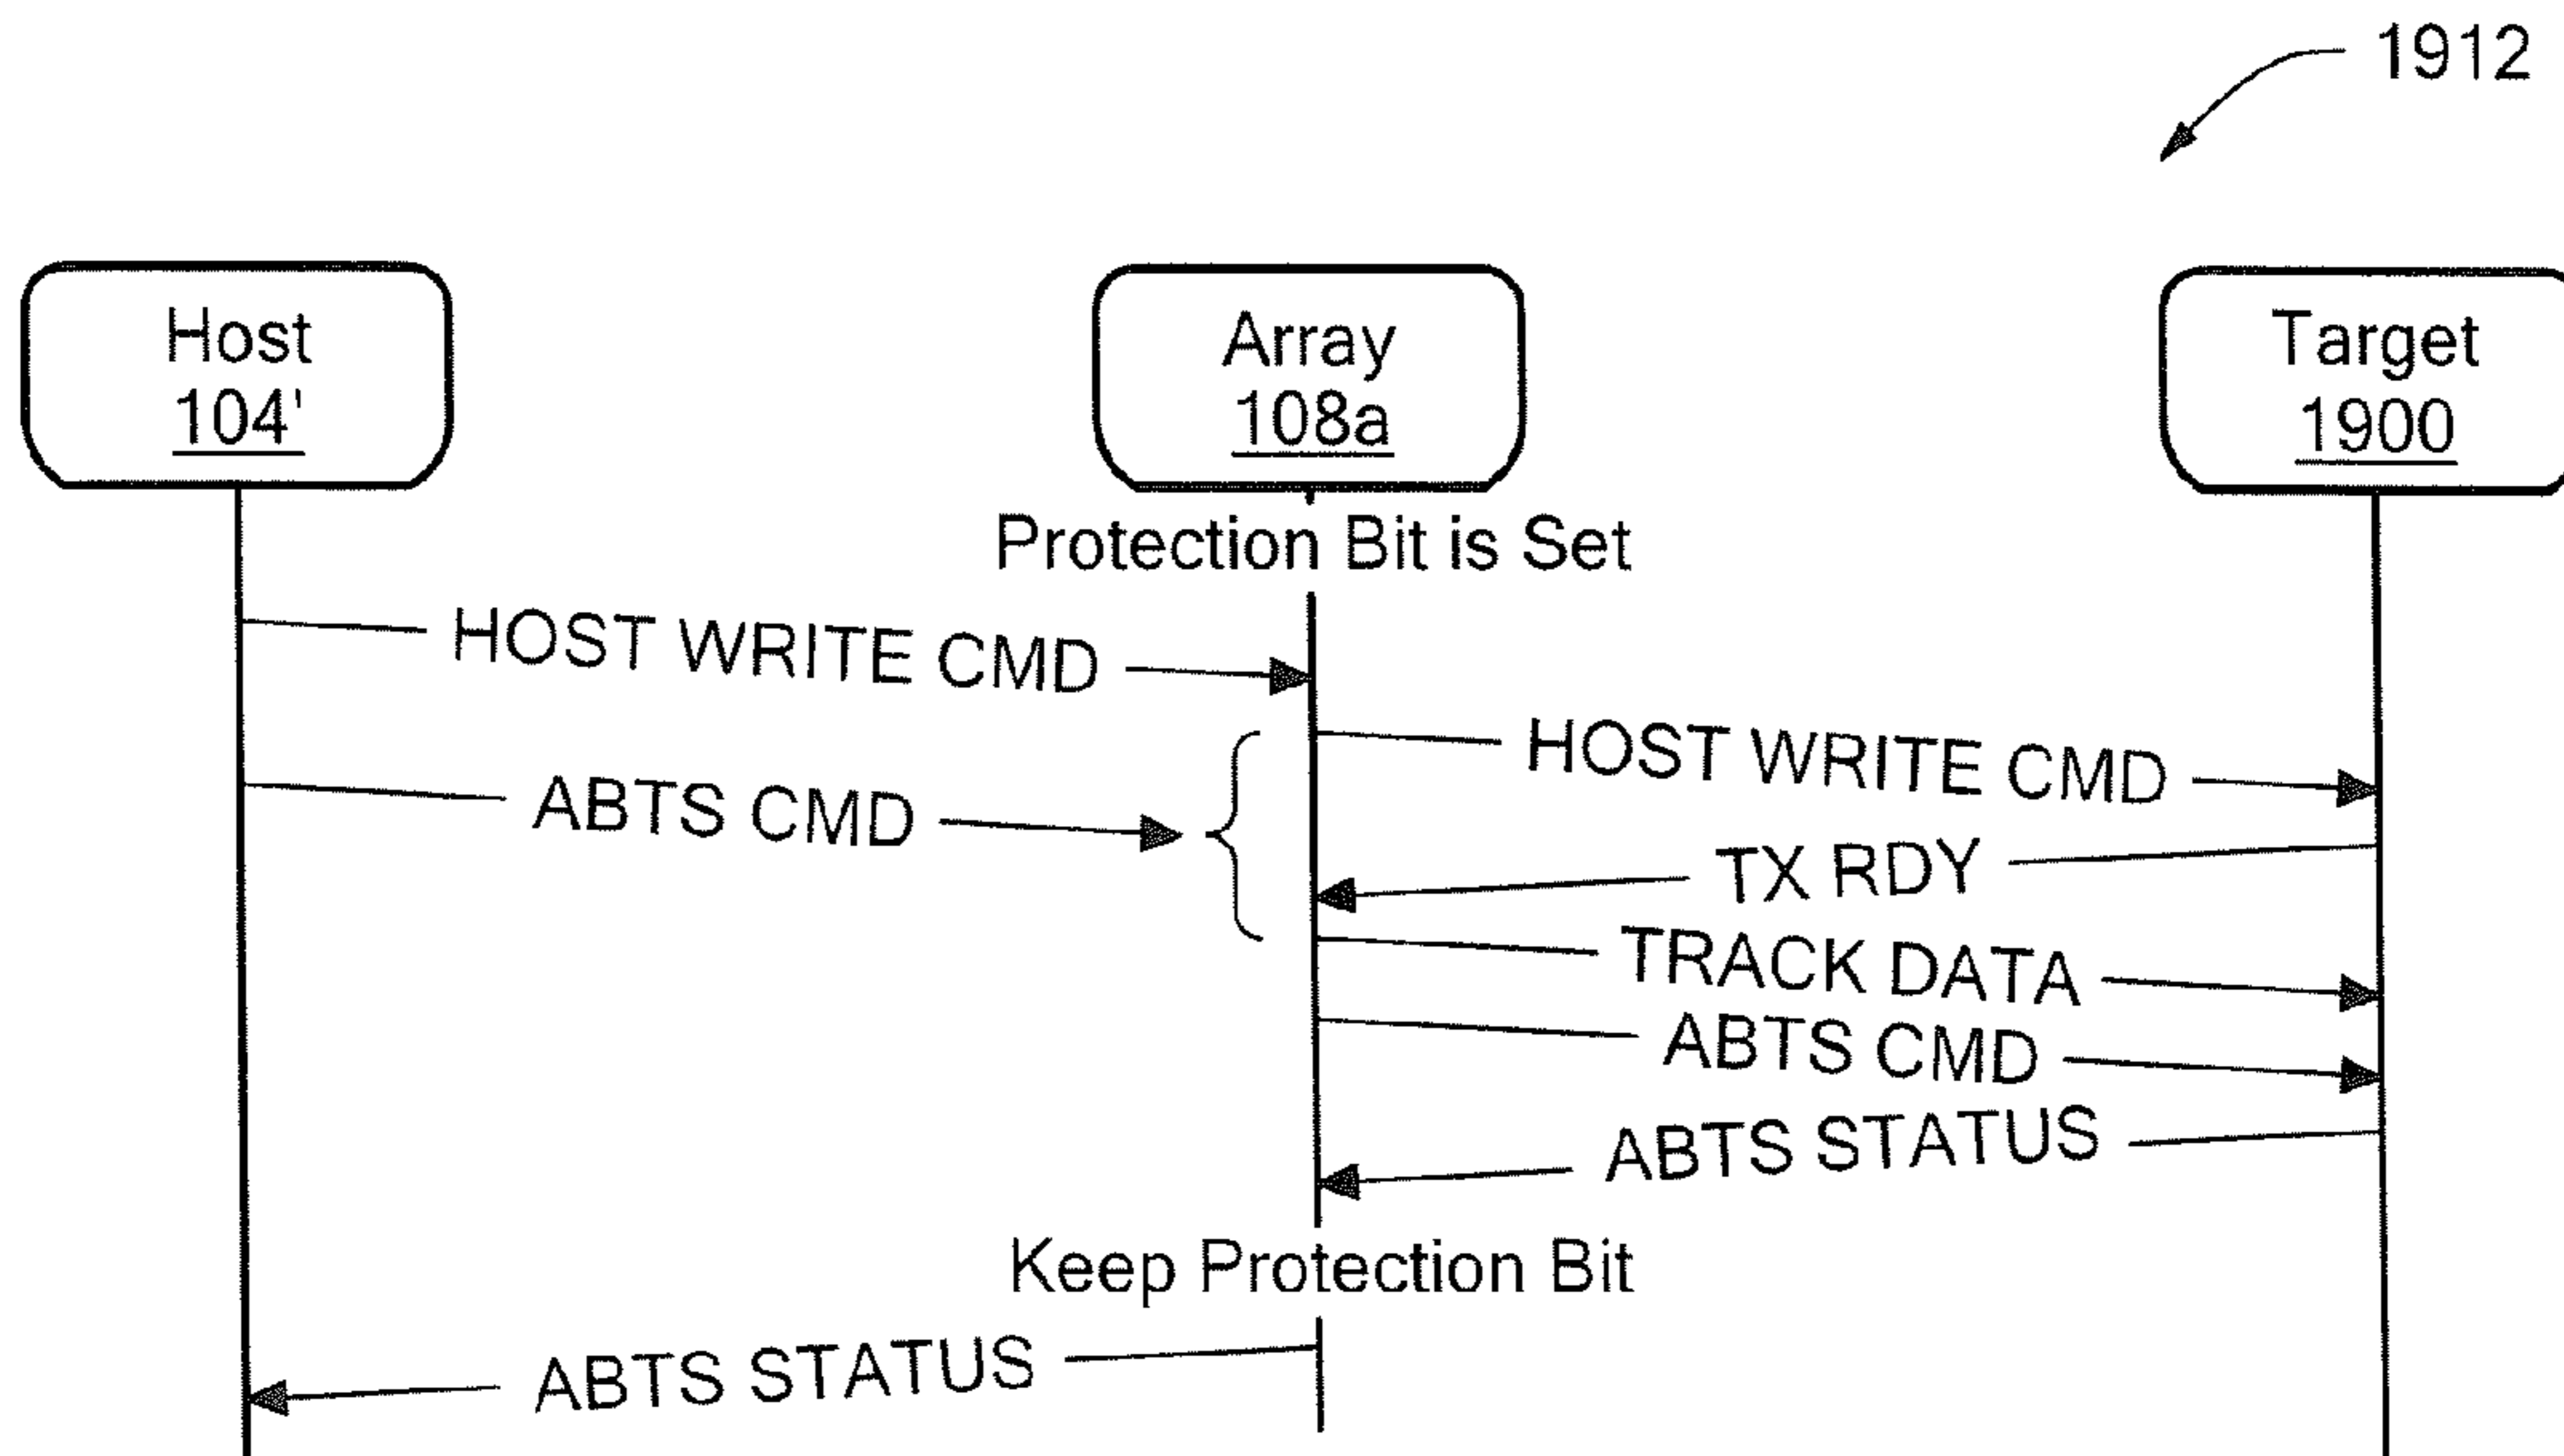 1912
Host
104'
Array
108a
Target
1900
Protection Bit is Set
HOST WRITE CMD
HOST WRITE CMD
ABTS CMD
TX RDY
TRACK DATA
ABTS CMD
ABTS STATUS
Keep Protection Bit
ABTS STATUS